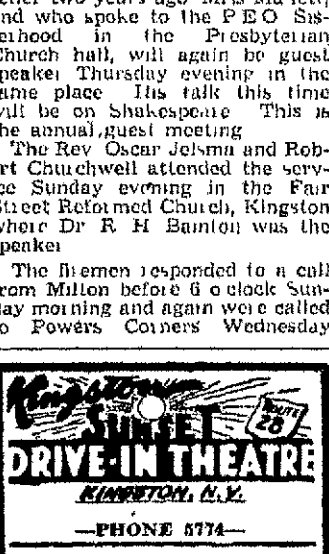 two years ago
and who spoke to the PEO Sis-
erhood in the Presbyterian
Church hall, will again be guest
speaker Thursday evening in the
same place His talk this time
will be on Shakespeare This is
the annual guest meeting
The Rev Oscar Jelsma and Rob-
ert Churchwell attended the serv-
ice Sunday evening in the Fair
Street Reformed Church, Kingston
where Dr R H Bainton was the
speaker
The firemen responded to a call
from Milton before 6 o clock Sun-
day morning and again were called
to Powers Corners Wednesday
Kingston
SUNSET
ROUTE
28
DRIVE-IN THEATRE
KINGSTON, N.Y.
—PHONE 5774—